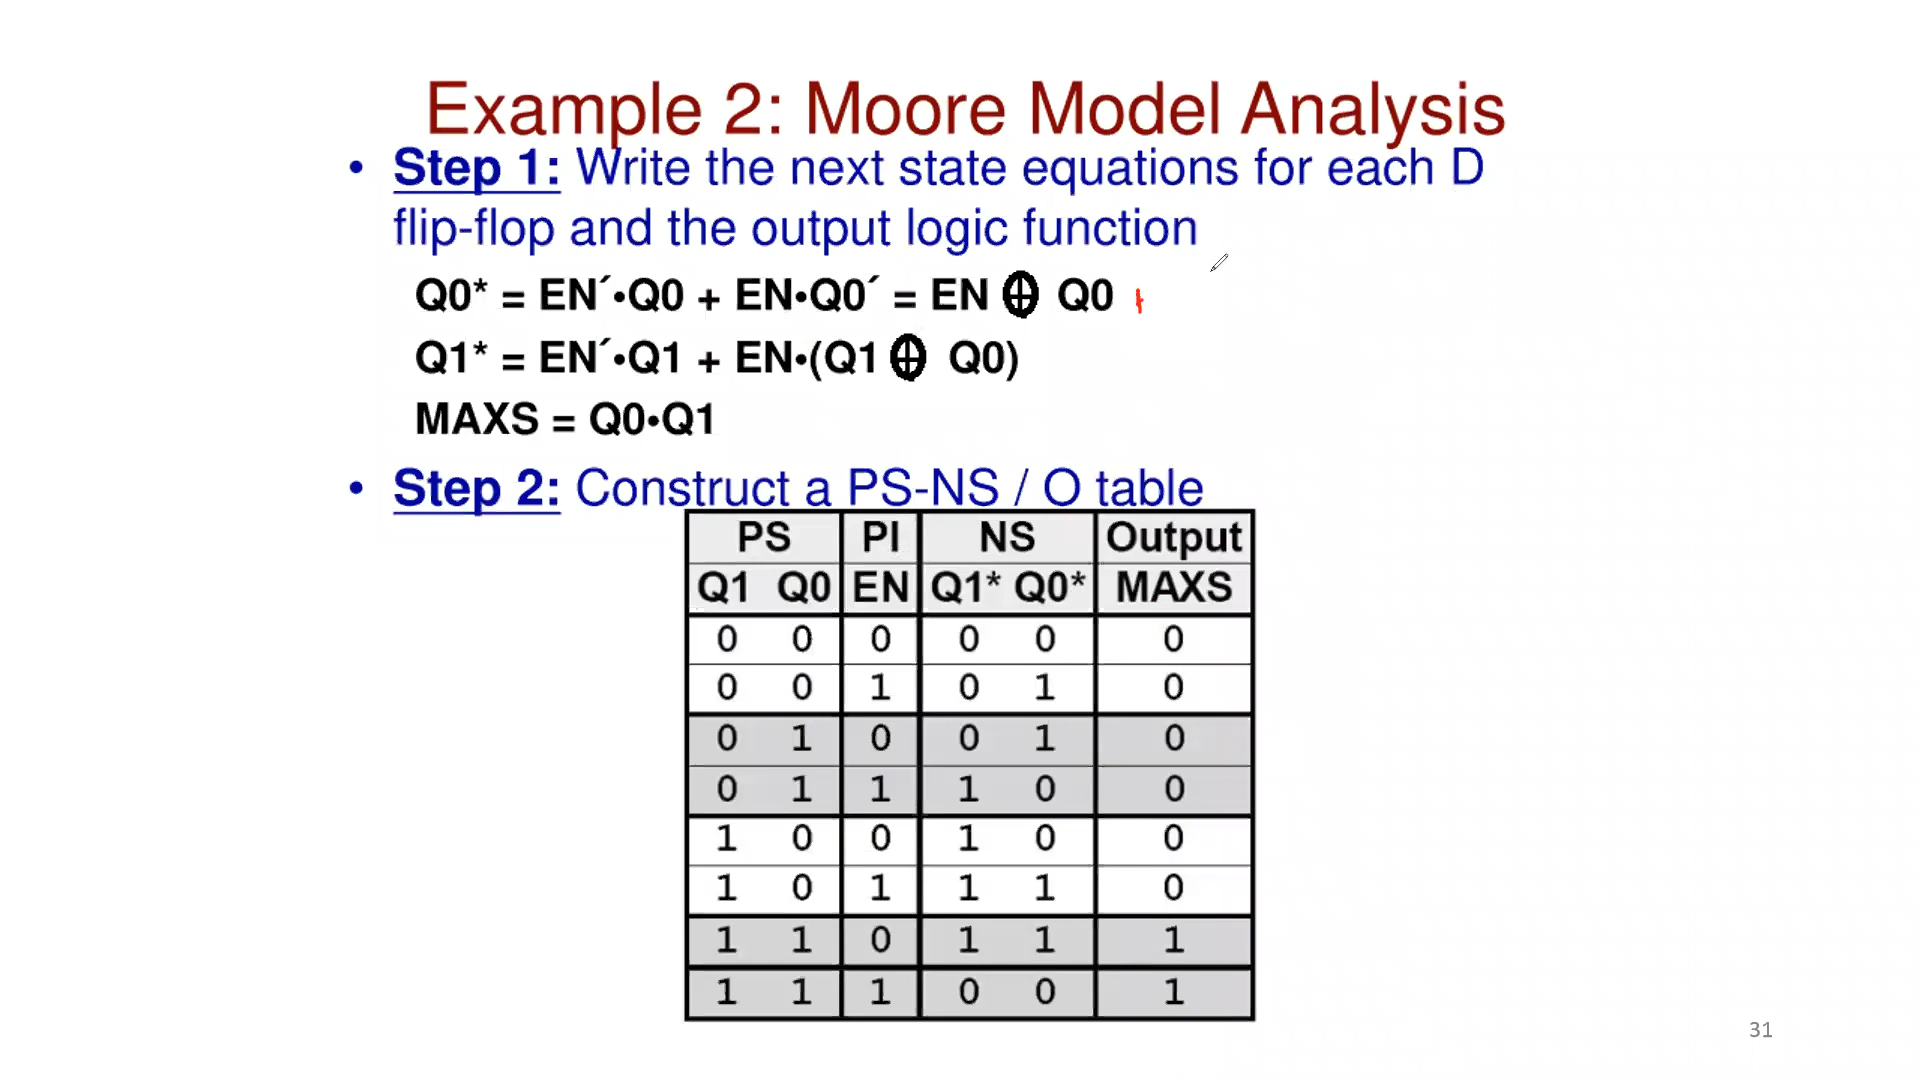 Example 2: Moore Model Analysis
• Step 1: Write the next state equations for each D
flip-flop and the output logic function
Q0* = EN´•Q0 + EN•Q0´ = EN ⊕ Q0
Q1* = EN´•Q1 + EN•(Q1 ⊕ Q0)
MAXS = Q0•Q1
• Step 2: Construct a PS-NS / O table
PS PI NS Output
Q1 Q0 EN Q1* Q0* MAXS
0 0 0 0 0 0
0 0 1 0 1 0
0 1 0 0 1 0
0 1 1 1 0 0
1 0 0 1 0 0
1 0 1 1 1 0
1 1 0 1 1 1
1 1 1 0 0 1
31